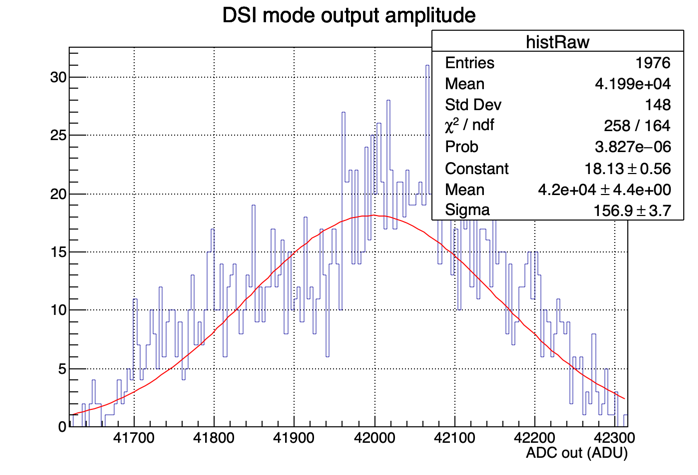 DSI mode output amplitude
histRaw
Entries 1976
Mean 4.199e+04
Std Dev 148
χ² / ndf 258 / 164
Prob 3.827e−06
Constant 18.13 ± 0.56
Mean 4.2e+04 ± 4.4e+00
Sigma 156.9 ± 3.7
30
25
20
15
10
5
0
41700 41800 41900 42000 42100 42200 42300
ADC out (ADU)